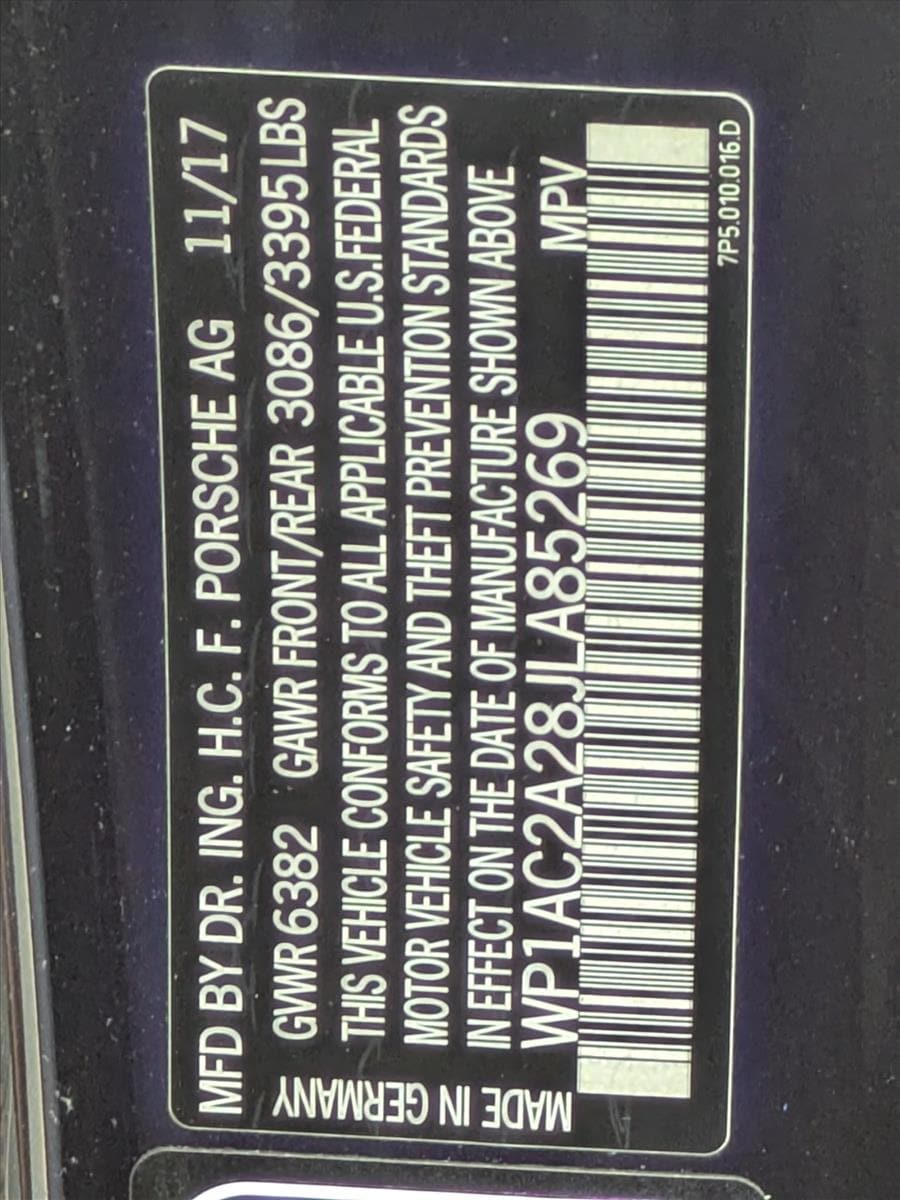 MFD BY DR. ING. H.C. F. PORSCHE AG 11/17
GVWR 6382 GAWR FRONT/REAR 3086/3395 LBS
THIS VEHICLE CONFORMS TO ALL APPLICABLE U.S. FEDERAL
MOTOR VEHICLE SAFETY AND THEFT PREVENTION STANDARDS
IN EFFECT ON THE DATE OF MANUFACTURE SHOWN ABOVE
WP1AC2A28JLA85269 MPV
7P5.010.016.D
MADE IN GERMANY